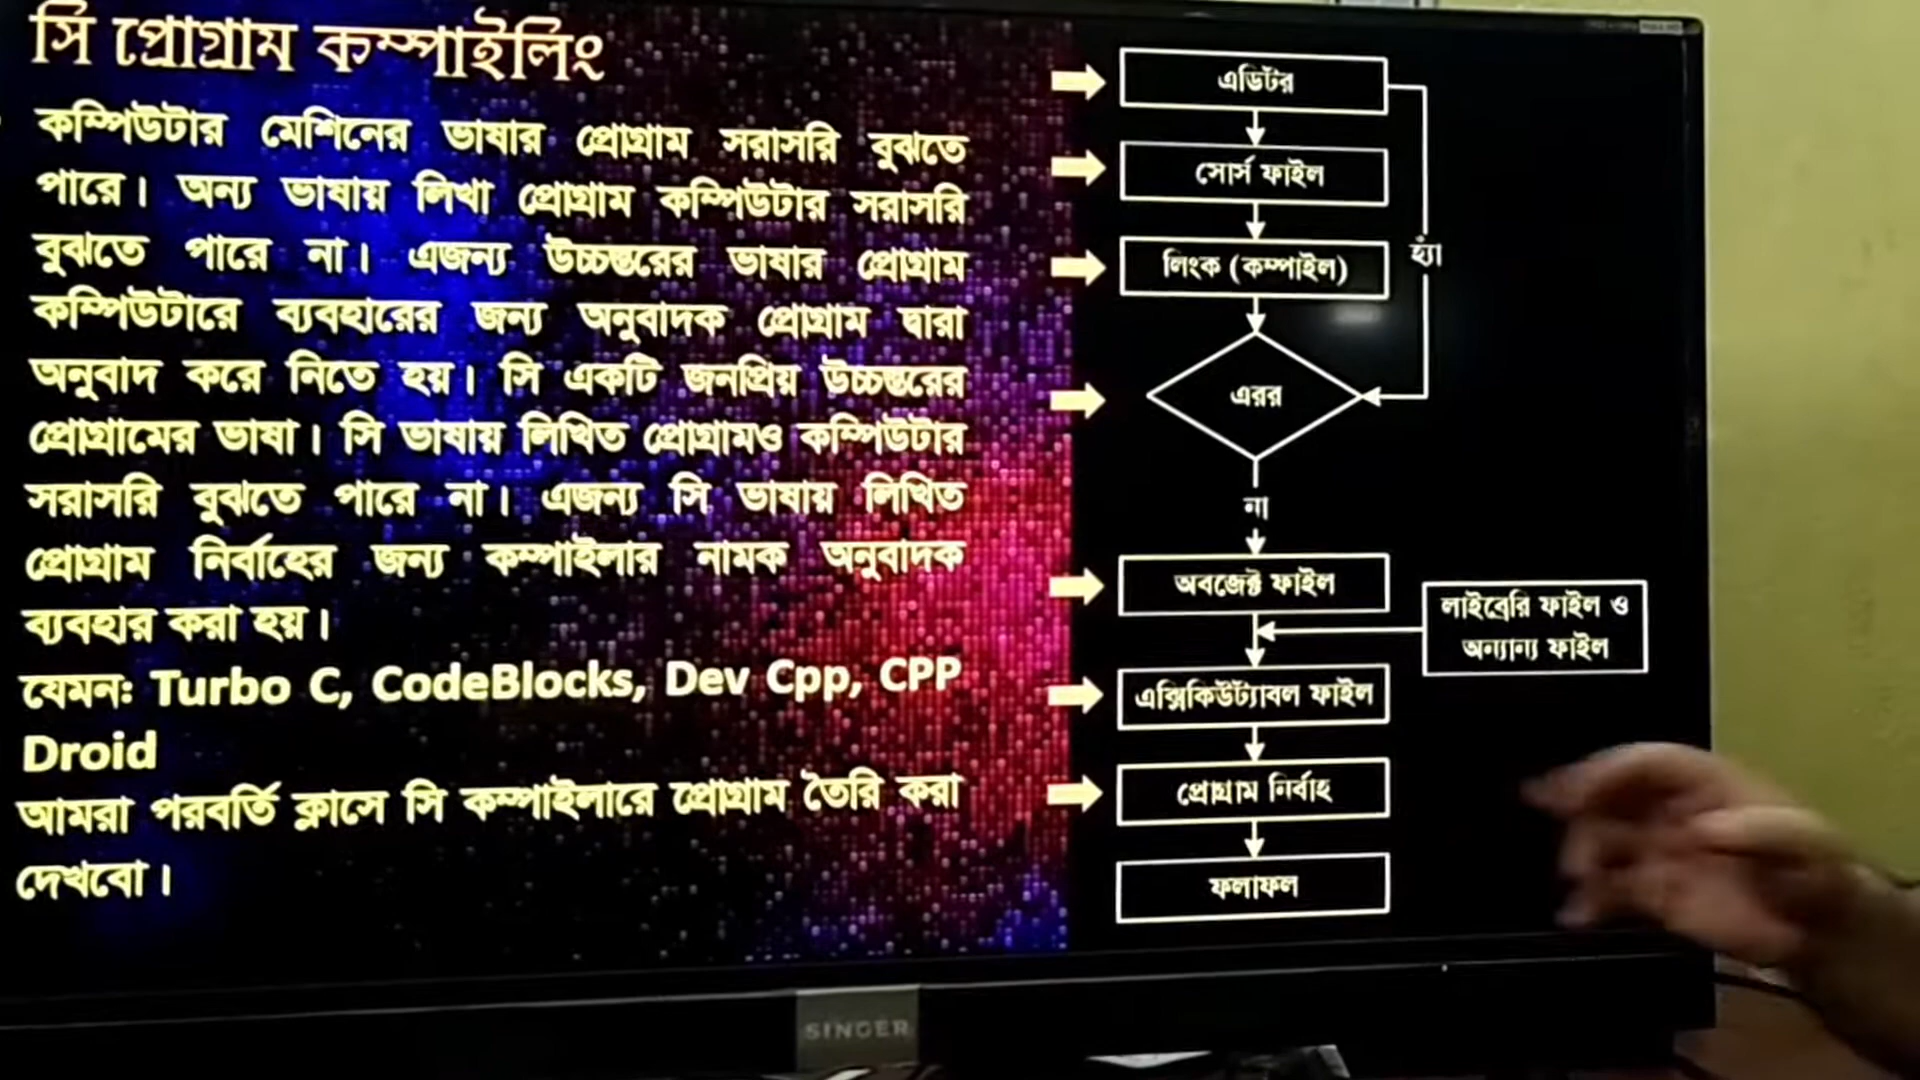 সি প্রোগ্রাম কম্পাইলিং
কম্পিউটার মেশিনের ভাষার প্রোগ্রাম সরাসরি বুঝতে
পারে। অন্য ভাষায় লিখা প্রোগ্রাম কম্পিউটার সরাসরি
বুঝতে পারে না। এজন্য উচ্চস্তরের ভাষার প্রোগ্রাম
কম্পিউটারে ব্যবহারের জন্য অনুবাদক প্রোগ্রাম দ্বারা
অনুবাদ করে নিতে হয়। সি একটি জনপ্রিয় উচ্চস্তরের
প্রোগ্রামের ভাষা। সি ভাষায় লিখিত প্রোগ্রামও কম্পিউটার
সরাসরি বুঝতে পারে না। এজন্য সি ভাষায় লিখিত
প্রোগ্রাম নির্বাহের জন্য কম্পাইলার নামক অনুবাদক
ব্যবহার করা হয়।
যেমন: Turbo C, CodeBlocks, Dev Cpp, CPP
Droid
আমরা পরবর্তি ক্লাসে সি কম্পাইলারে প্রোগ্রাম তৈরি করা
দেখবো।
এডিটর
সোর্স ফাইল
লিংক (কম্পাইল)
হ্যাঁ
এরর
না
অবজেক্ট ফাইল
লাইব্রেরি ফাইল ও
অন্যান্য ফাইল
এক্সিকিউট্যাবল ফাইল
প্রোগ্রাম নির্বাহ
ফলাফল
SINGER